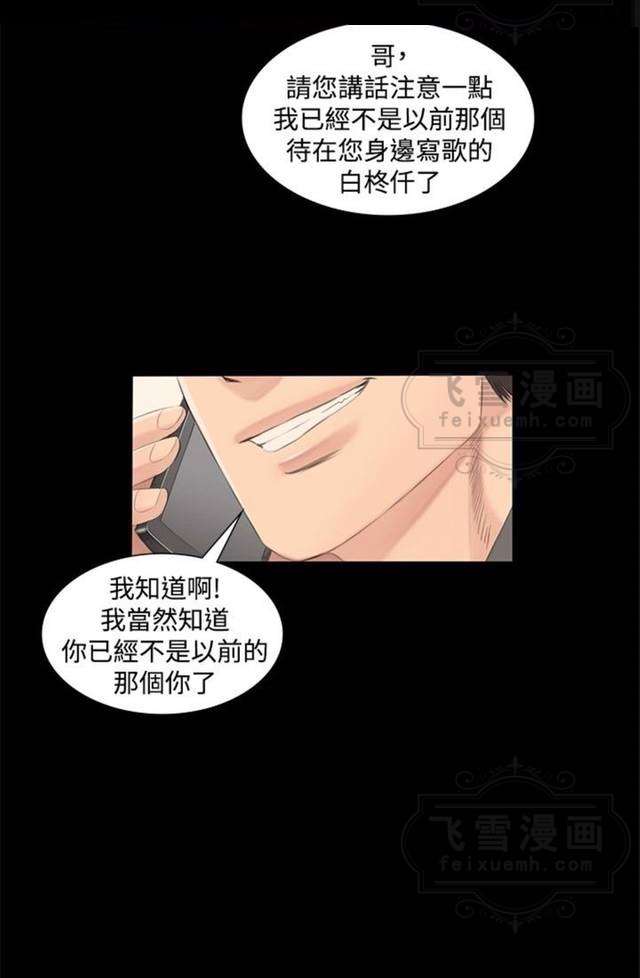 哥，
請您講話注意一點
我已經不是以前那個
待在您身邊寫歌的
白柊仟了
飞雪漫画
feixuemh.com
我知道啊!
我當然知道
你已經不是以前的
那個你了
飞雪漫画
feixuemh.com